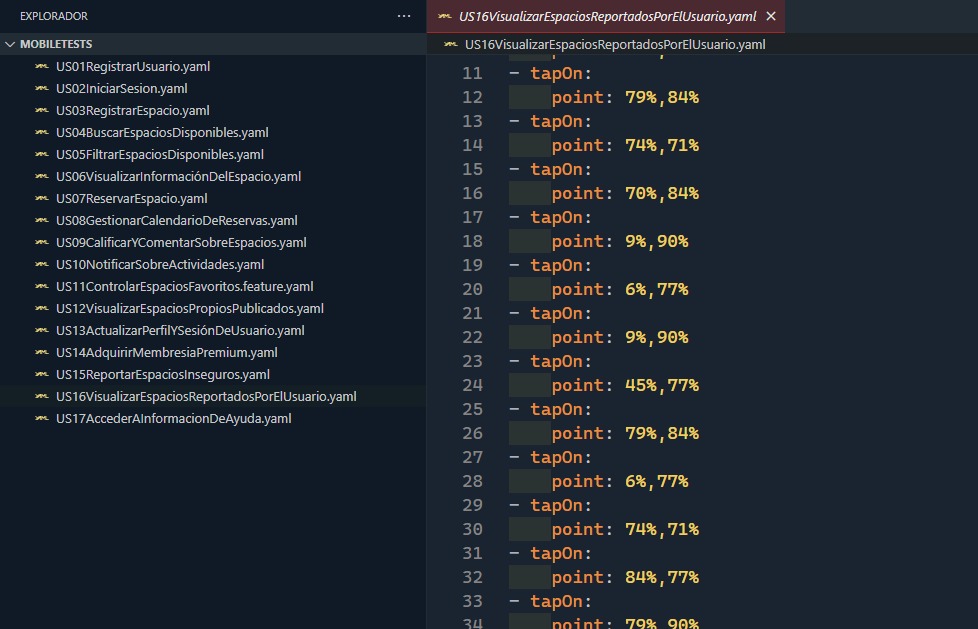 EXPLORADOR
···
MOBILETESTS
US01RegistrarUsuario.yaml
US02IniciarSesion.yaml
US03RegistrarEspacio.yaml
US04BuscarEspaciosDisponibles.yaml
US05FiltrarEspaciosDisponibles.yaml
US06VisualizarInformaciónDelEspacio.yaml
US07ReservarEspacio.yaml
US08GestionarCalendarioDeReservas.yaml
US09CalificarYComentarSobreEspacios.yaml
US10NotificarSobreActividades.yaml
US11ControlarEspaciosFavoritos.feature.yaml
US12VisualizarEspaciosPropiosPublicados.yaml
US13ActualizarPerfilYSesiónDeUsuario.yaml
US14AdquirirMembresiaPremium.yaml
US15ReportarEspaciosInseguros.yaml
US16VisualizarEspaciosReportadosPorElUsuario.yaml
US17AccederAInformacionDeAyuda.yaml
US16VisualizarEspaciosReportadosPorElUsuario.yaml
US16VisualizarEspaciosReportadosPorElUsuario.yaml
11 - tapOn:
12 point: 79%,84%
13 - tapOn:
14 point: 74%,71%
15 - tapOn:
16 point: 70%,84%
17 - tapOn:
18 point: 9%,90%
19 - tapOn:
20 point: 6%,77%
21 - tapOn:
22 point: 9%,90%
23 - tapOn:
24 point: 45%,77%
25 - tapOn:
26 point: 79%,84%
27 - tapOn:
28 point: 6%,77%
29 - tapOn:
30 point: 74%,71%
31 - tapOn:
32 point: 84%,77%
33 - tapOn:
34 point: 79%,90%